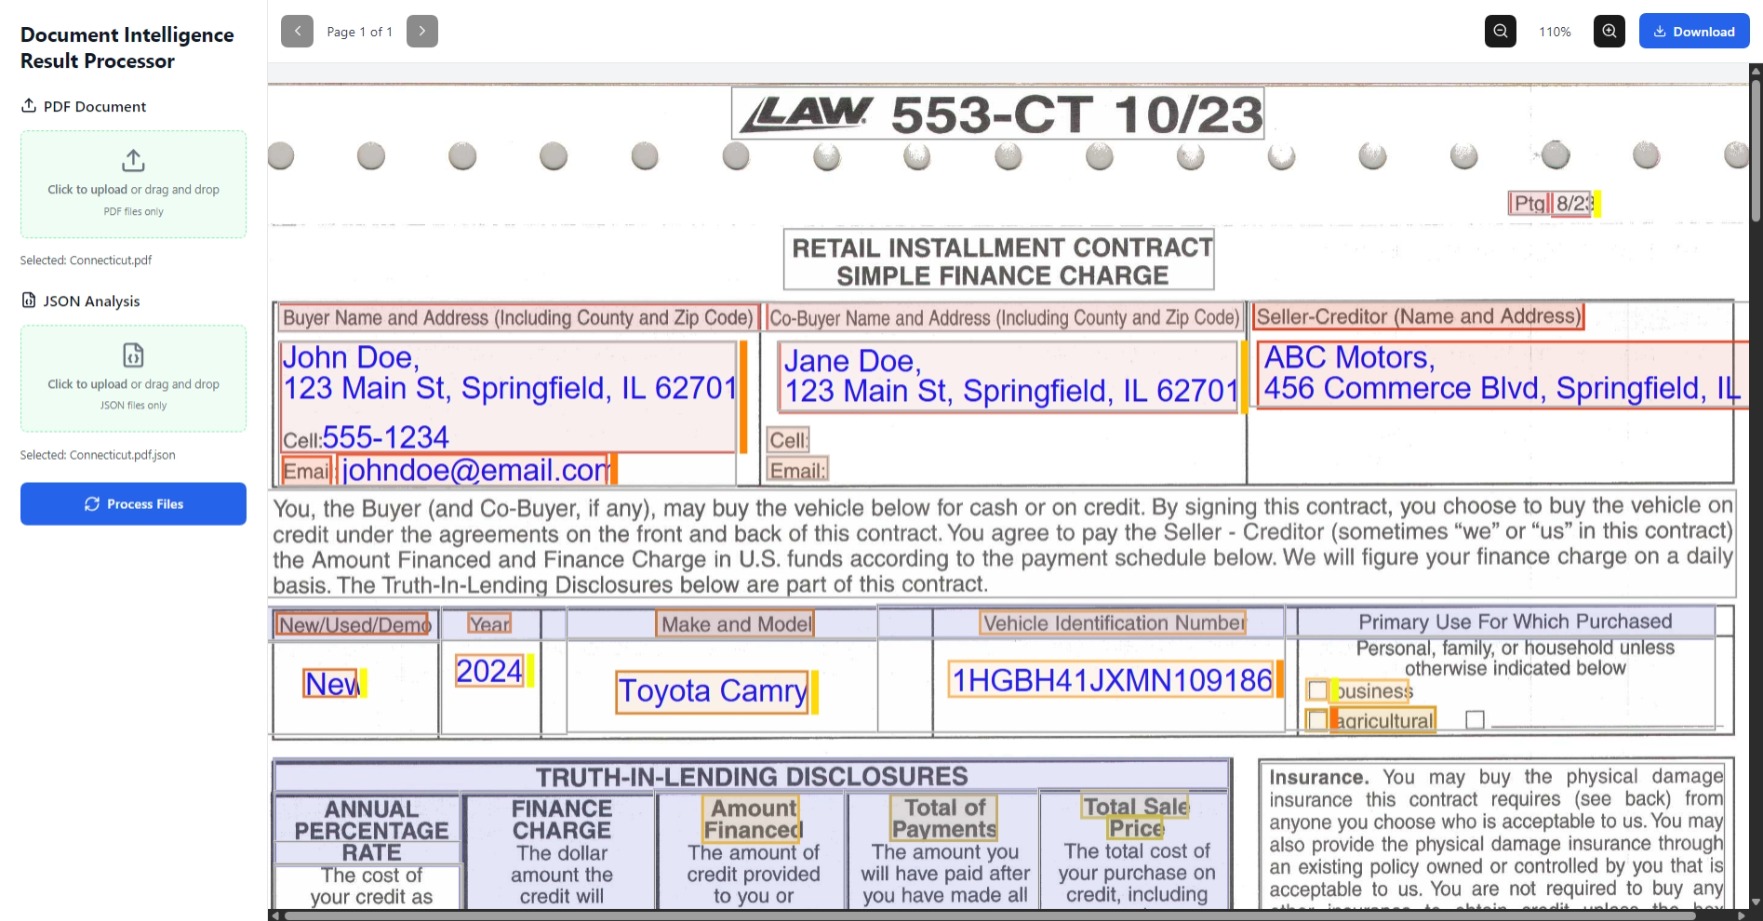 Document Intelligence
Result Processor
PDF Document
Click to upload or drag and drop
PDF files only
Selected: Connecticut.pdf
JSON Analysis
Click to upload or drag and drop
JSON files only
Selected: Connecticut.pdf.json
Process Files
Page 1 of 1
110%
Download
LAW 553-CT 10/23
Ptg 8/23
RETAIL INSTALLMENT CONTRACT
SIMPLE FINANCE CHARGE
Buyer Name and Address (Including County and Zip Code)
John Doe,
123 Main St, Springfield, IL 62701
Cell:555-1234
Email: johndoe@email.com
Co-Buyer Name and Address (Including County and Zip Code)
Jane Doe,
123 Main St, Springfield, IL 62701
Cell:
Email:
Seller-Creditor (Name and Address)
ABC Motors,
456 Commerce Blvd, Springfield, IL
You, the Buyer (and Co-Buyer, if any), may buy the vehicle below for cash or on credit. By signing this contract, you choose to buy the vehicle on
credit under the agreements on the front and back of this contract. You agree to pay the Seller - Creditor (sometimes “we” or “us” in this contract)
the Amount Financed and Finance Charge in U.S. funds according to the payment schedule below. We will figure your finance charge on a daily
basis. The Truth-In-Lending Disclosures below are part of this contract.
New/Used/Demo
New
Year
2024
Make and Model
Toyota Camry
Vehicle Identification Number
1HGBH41JXMN109186
Primary Use For Which Purchased
Personal, family, or household unless
otherwise indicated below
business
agricultural
TRUTH-IN-LENDING DISCLOSURES
ANNUAL
PERCENTAGE
RATE
The cost of
your credit as
FINANCE
CHARGE
The dollar
amount the
credit will
Amount
Financed
The amount of
credit provided
to you or
Total of
Payments
The amount you
will have paid after
you have made all
Total Sale
Price
The total cost of
your purchase on
credit, including
Insurance. You may buy the physical damage
insurance this contract requires (see back) from
anyone you choose who is acceptable to us. You may
also provide the physical damage insurance through
an existing policy owned or controlled by you that is
acceptable to us. You are not required to buy any